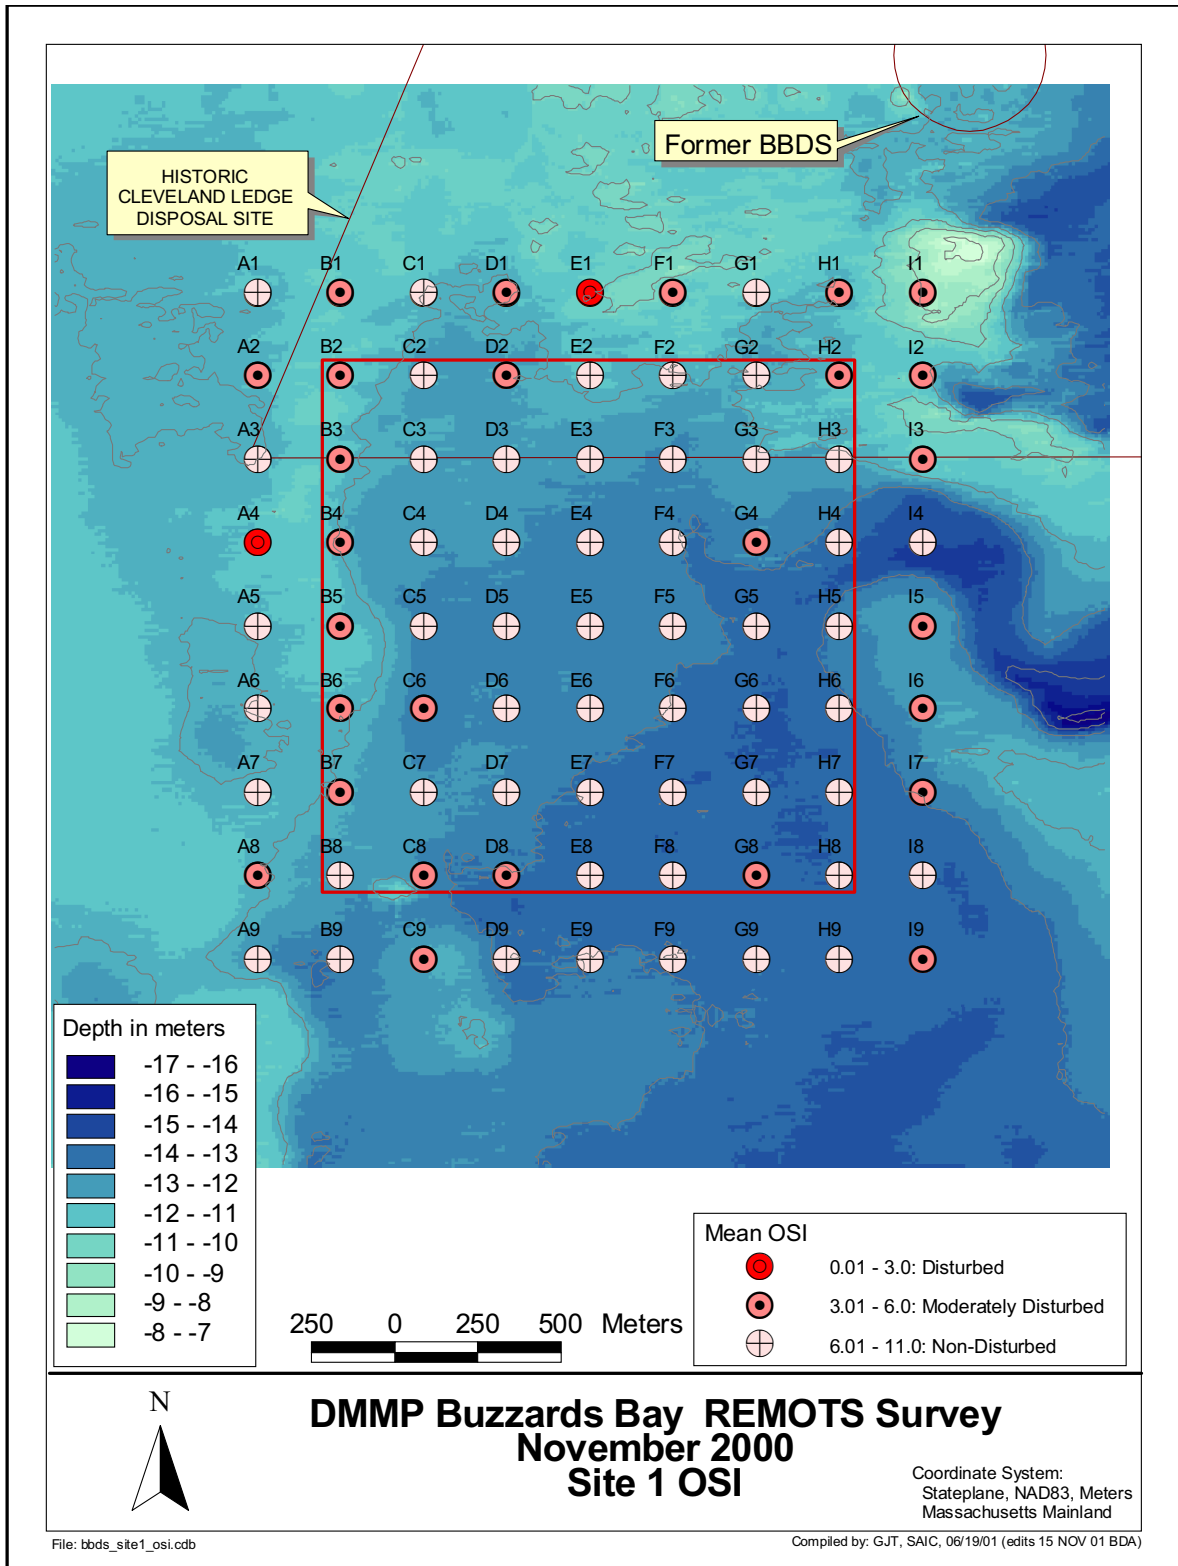 Former BBDS
HISTORIC
CLEVELAND LEDGE
DISPOSAL SITE
A1 B1 C1 D1 E1 F1 G1 H1 I1
A2 B2 C2 D2 E2 F2 G2 H2 I2
A3 B3 C3 D3 E3 F3 G3 H3 I3
A4 B4 C4 D4 E4 F4 G4 H4 I4
A5 B5 C5 D5 E5 F5 G5 H5 I5
A6 B6 C6 D6 E6 F6 G6 H6 I6
A7 B7 C7 D7 E7 F7 G7 H7 I7
A8 B8 C8 D8 E8 F8 G8 H8 I8
A9 B9 C9 D9 E9 F9 G9 H9 I9
Depth in meters
-17 - -16
-16 - -15
-15 - -14
-14 - -13
-13 - -12
-12 - -11
-11 - -10
-10 - -9
-9 - -8
-8 - -7
Mean OSI
0.01 - 3.0: Disturbed
3.01 - 6.0: Moderately Disturbed
6.01 - 11.0: Non-Disturbed
250 0 250 500 Meters
N
DMMP Buzzards Bay REMOTS Survey
November 2000
Site 1 OSI
Coordinate System:
Stateplane, NAD83, Meters
Massachusetts Mainland
File: bbds_site1_osi.cdb
Compiled by: GJT, SAIC, 06/19/01 (edits 15 NOV 01 BDA)